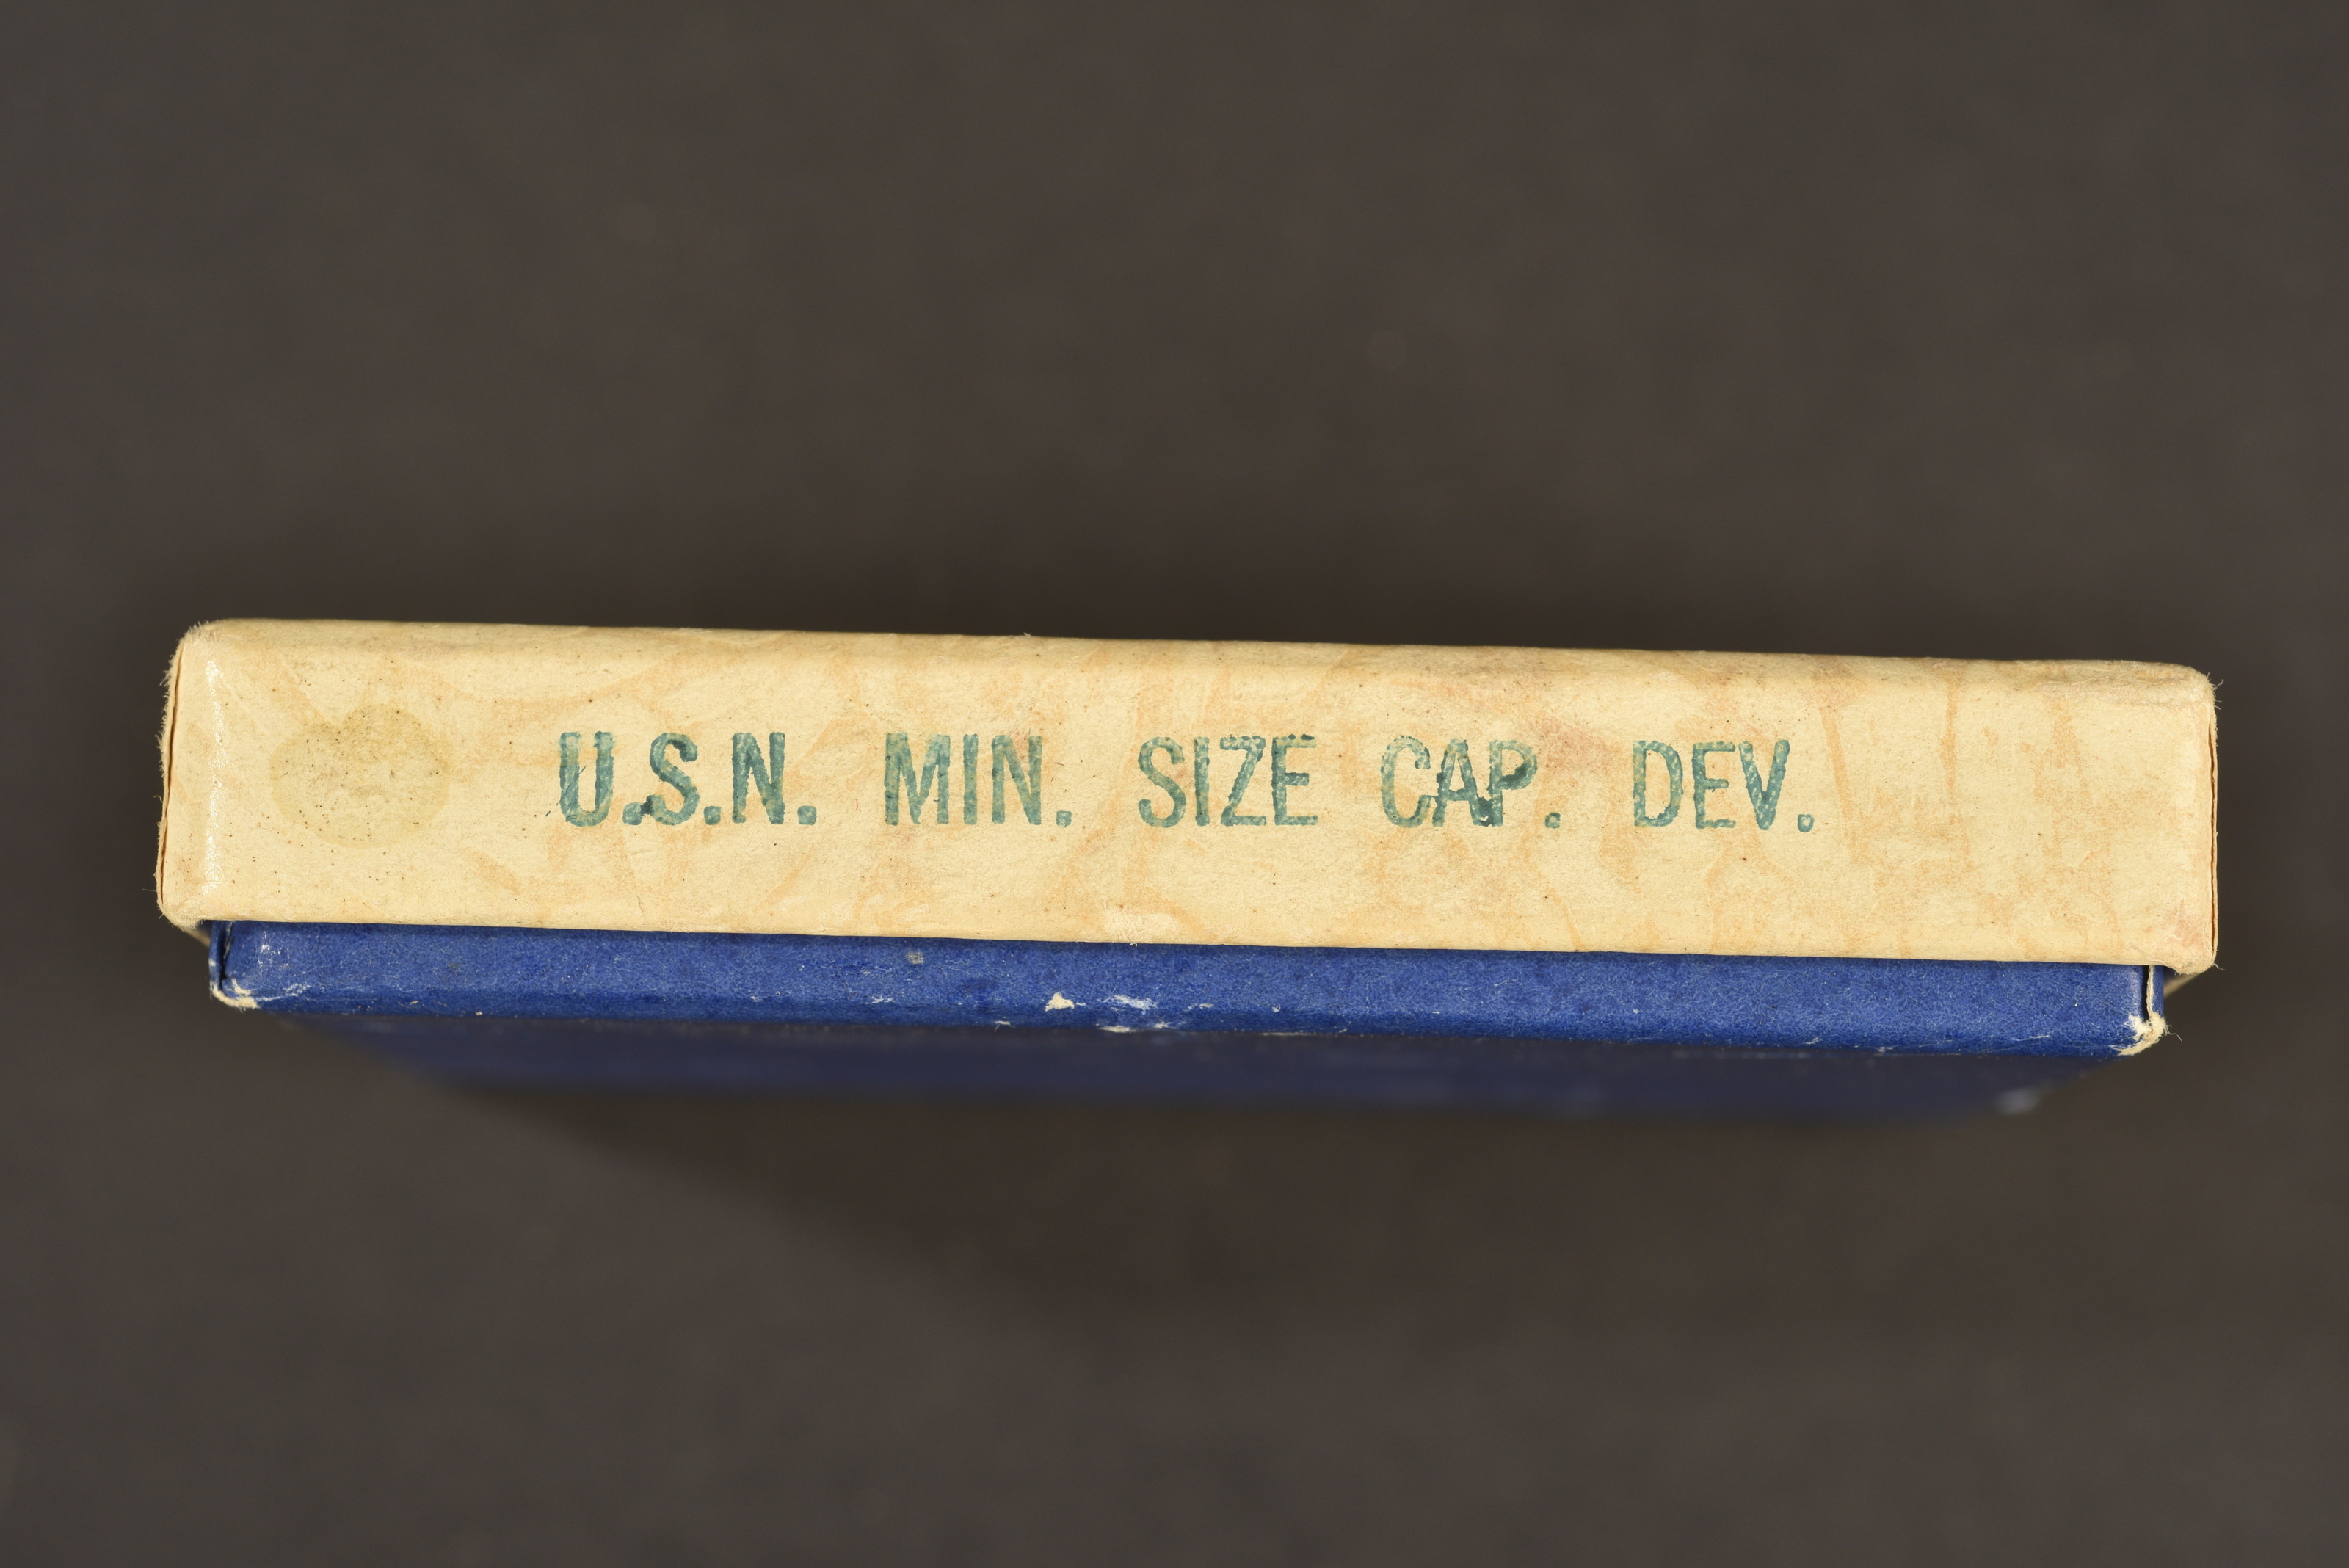 U.S.N. MIN. SIZE CAP. DEV.